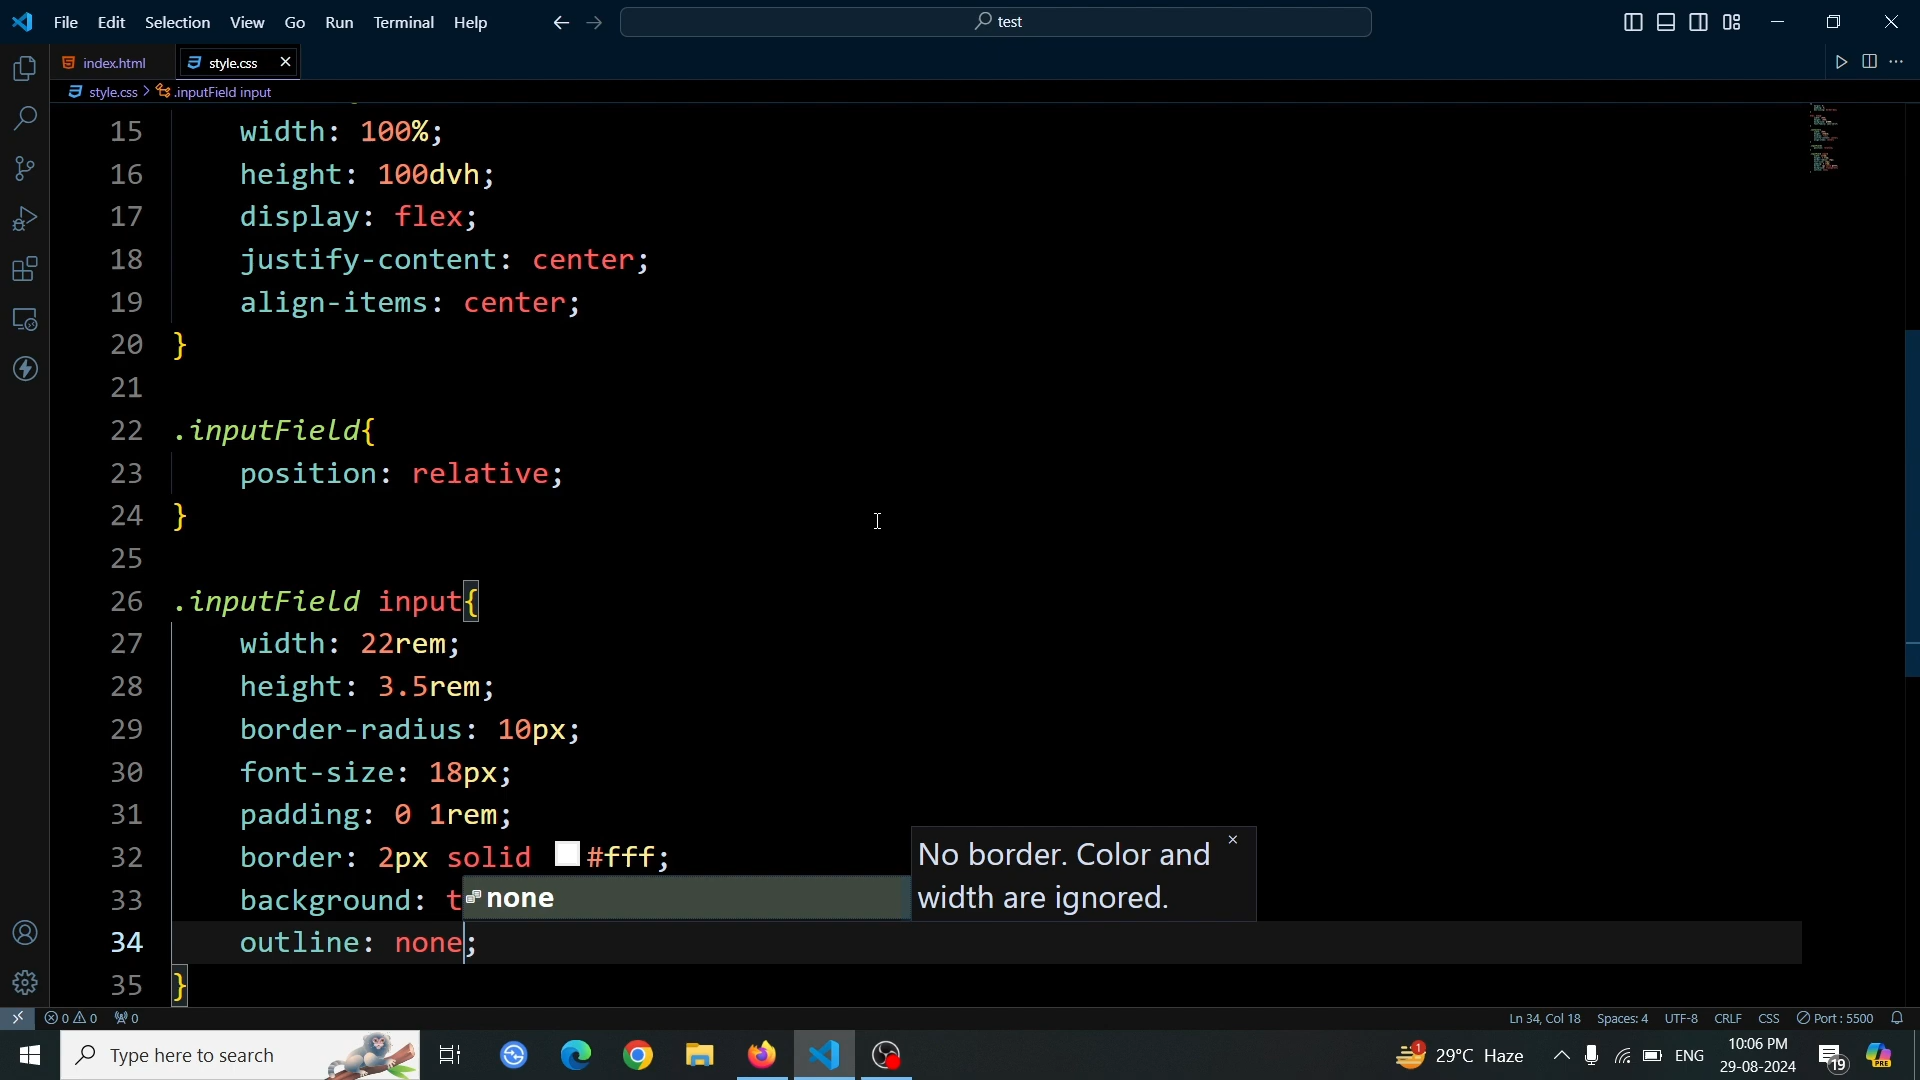 File Edit Selection View Go Run Terminal Help
test
index.html style.css
style.css > .inputField input
15 width: 100%;
16 height: 100dvh;
17 display: flex;
18 justify-content: center;
19 align-items: center;
20 }
21
22 .inputField{
23 position: relative;
24 }
25
26 .inputField input{
27 width: 22rem;
28 height: 3.5rem;
29 border-radius: 10px;
30 font-size: 18px;
31 padding: 0 1rem;
32 border: 2px solid #fff;
33 background: t
none
No border. Color and
width are ignored.
34 outline: none;
35 }
0 0 0 Ln 34, Col 18 Spaces: 4 UTF-8 CRLF CSS Port : 5500
Type here to search
1 29°C Haze ENG
10:06 PM
29-08-2024
19
PRE